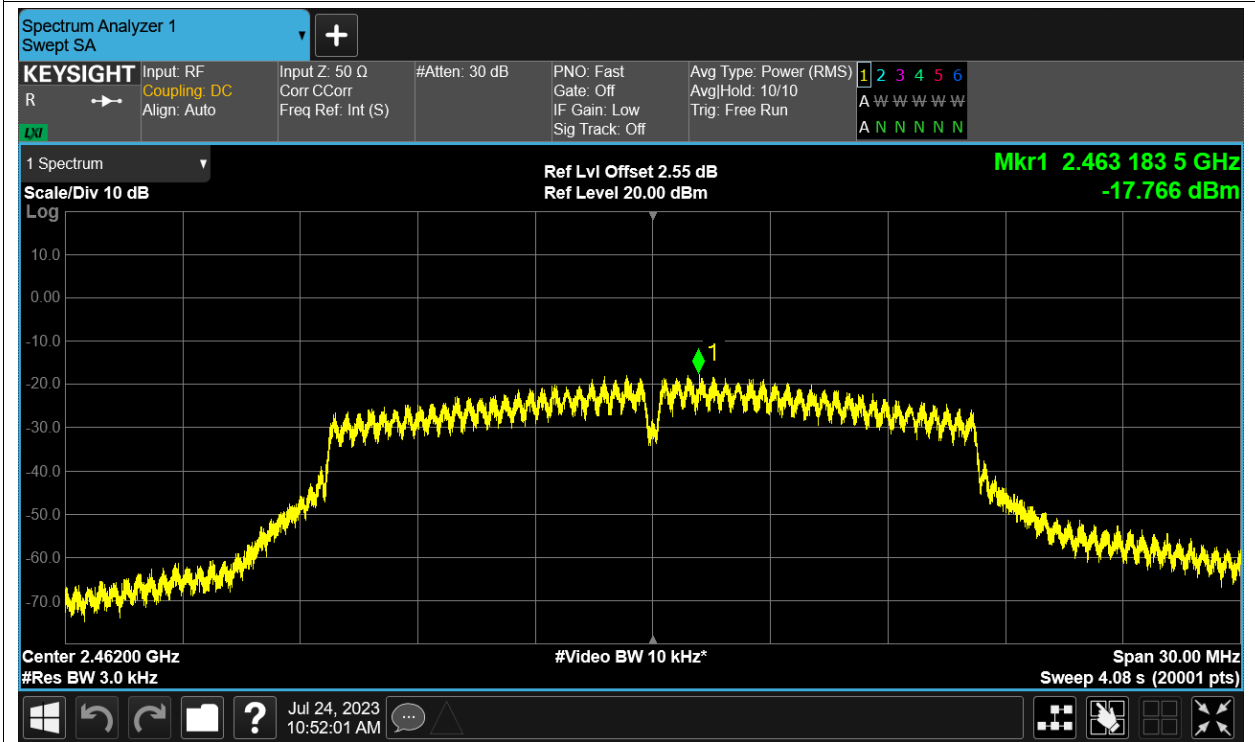 Spectrum Analyzer 1
Swept SA
KEYSIGHT
R
LXI
Input: RF
Coupling: DC
Align: Auto
Input Z: 50 Ω
Corr CCorr
Freq Ref: Int (S)
#Atten: 30 dB
PNO: Fast
Gate: Off
IF Gain: Low
Sig Track: Off
Avg Type: Power (RMS)
Avg|Hold: 10/10
Trig: Free Run
1 2 3 4 5 6
A W W W W W
A N N N N N
1 Spectrum
Scale/Div 10 dB
Log
Ref Lvl Offset 2.55 dB
Ref Level 20.00 dBm
Mkr1 2.463 183 5 GHz
-17.766 dBm
10.0
0.00
-10.0
-20.0
-30.0
-40.0
-50.0
-60.0
-70.0
1
Center 2.46200 GHz
#Res BW 3.0 kHz
#Video BW 10 kHz*
Span 30.00 MHz
Sweep 4.08 s (20001 pts)
?
Jul 24, 2023
10:52:01 AM